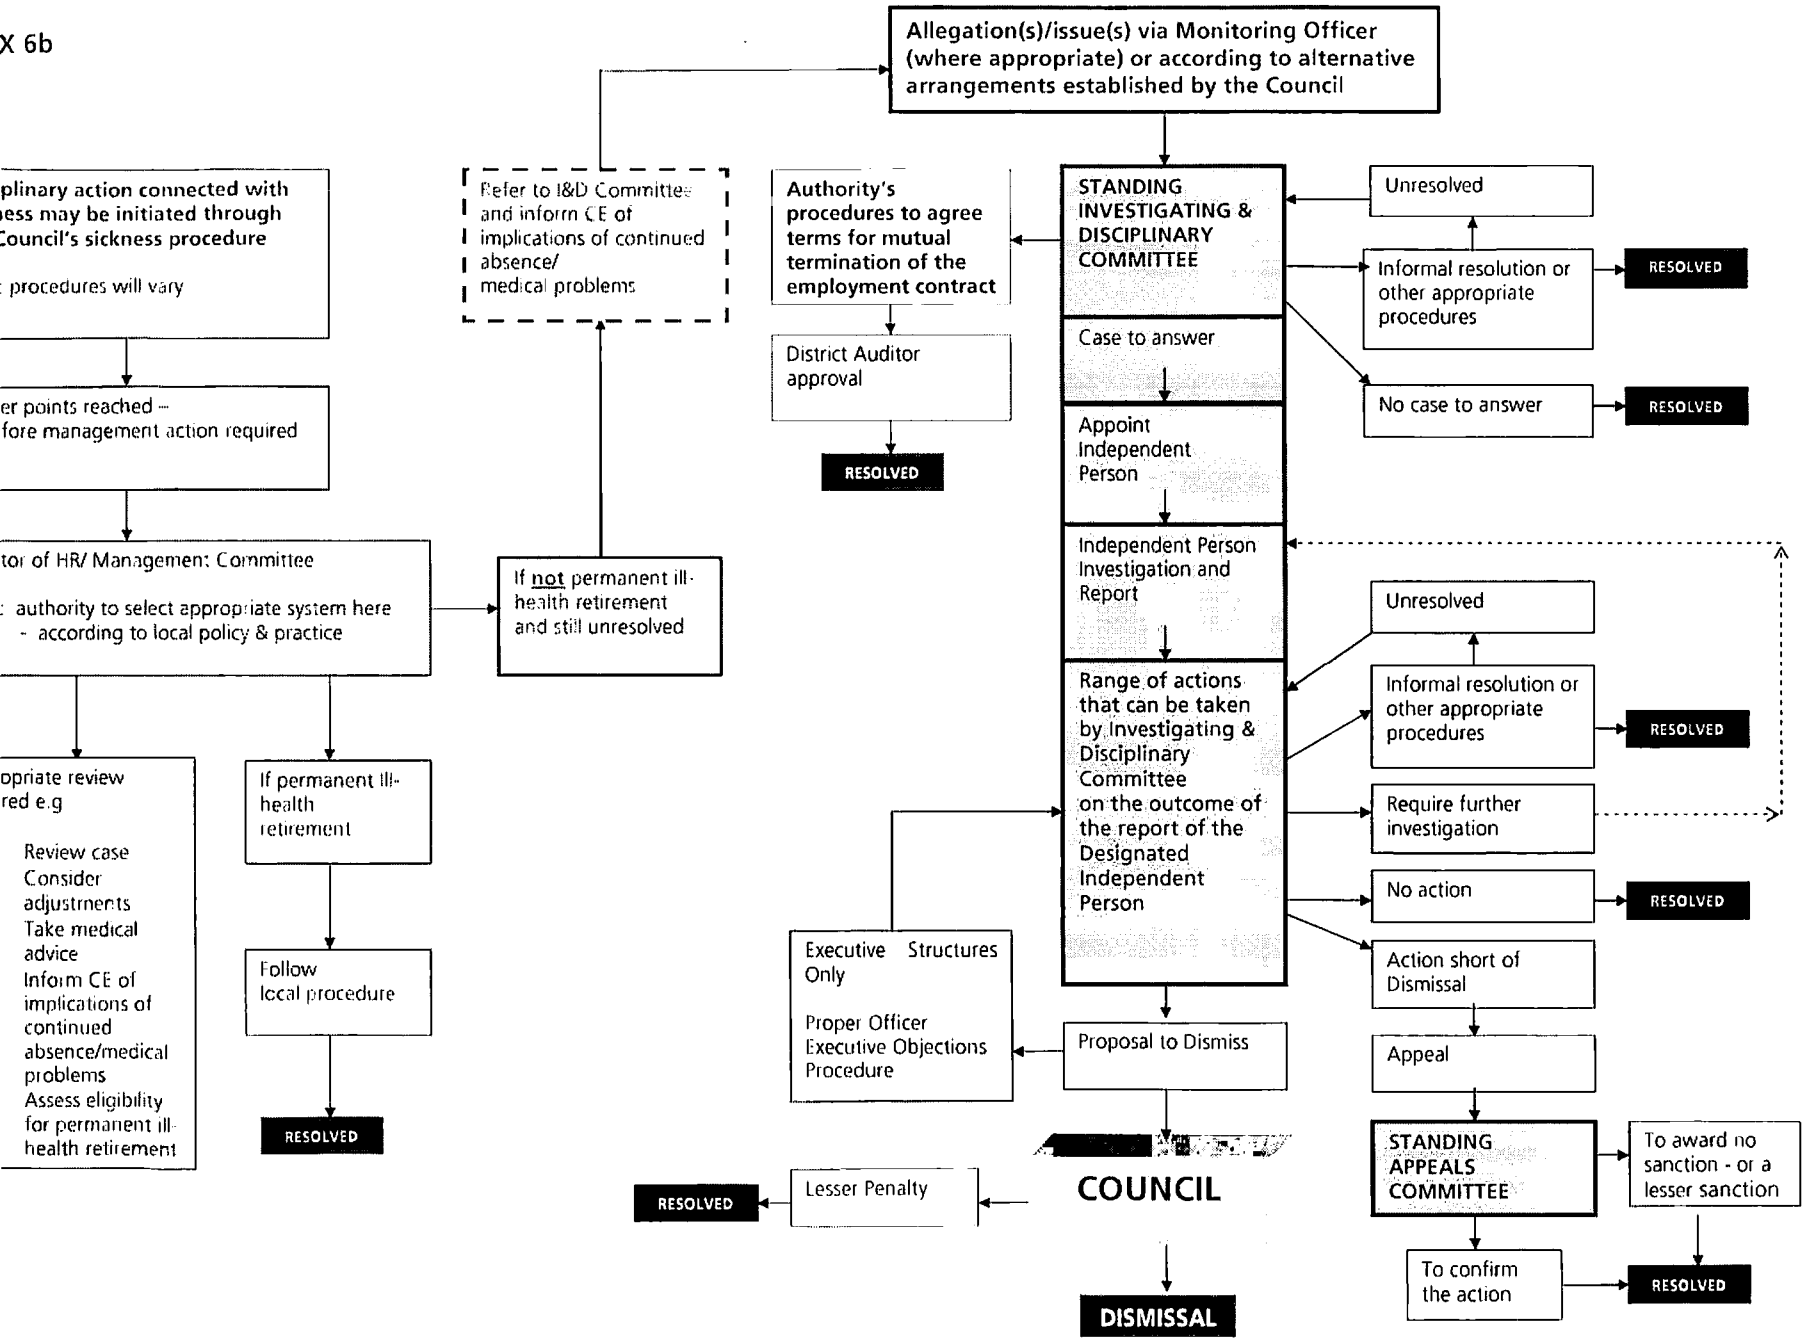 X 6b
Allegation(s)/issue(s) via Monitoring Officer
(where appropriate) or according to alternative
arrangements established by the Council
plinary action connected with
ness may be initiated through
Council's sickness procedure
: procedures will vary
er points reached –
fore management action required
tor of HR/ Management Committee
: authority to select appropriate system here
- according to local policy & practice
opriate review
red e.g
Review case
Consider
adjustments
Take medical
advice
Inform CE of
implications of
continued
absence/medical
problems
Assess eligibility
for permanent ill-
health retirement
If permanent Ill-
health
retirement
Follow
local procedure
RESOLVED
Refer to I&D Committee
and inform CE of
implications of continued
absence/
medical problems
If not permanent ill-
health retirement
and still unresolved
Authority's
procedures to agree
terms for mutual
termination of the
employment contract
District Auditor
approval
RESOLVED
STANDING
INVESTIGATING &
DISCIPLINARY
COMMITTEE
Case to answer
Appoint
Independent
Person
Independent Person
Investigation and
Report
Range of actions
that can be taken
by Investigating &
Disciplinary
Committee
on the outcome of
the report of the
Designated
Independent
Person
Unresolved
Informal resolution or
other appropriate
procedures
RESOLVED
No case to answer
RESOLVED
Unresolved
Informal resolution or
other appropriate
procedures
RESOLVED
Require further
investigation
No action
RESOLVED
Action short of
Dismissal
Appeal
STANDING
APPEALS
COMMITTEE
To award no
sanction - or a
lesser sanction
To confirm
the action
RESOLVED
Executive Structures
Only
Proper Officer
Executive Objections
Procedure
Proposal to Dismiss
COUNCIL
Lesser Penalty
RESOLVED
DISMISSAL